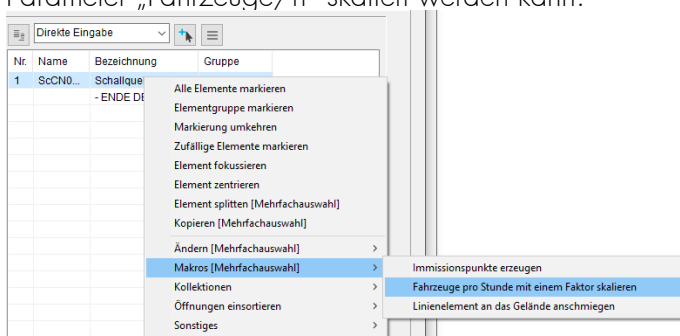 Parameter „Fahrzeuge/h“ skaliert werden kann.
Direkte Eingabe
Nr. Name Bezeichnung Gruppe
1 ScCN0... Schallque
- ENDE DE
Alle Elemente markieren
Elementgruppe markieren
Markierung umkehren
Zufällige Elemente markieren
Element fokussieren
Element zentrieren
Element splitten [Mehrfachauswahl]
Kopieren [Mehrfachauswahl]
Ändern [Mehrfachauswahl] >
Makros [Mehrfachauswahl] >
Kollektionen >
Öffnungen einsortieren >
Sonstiges >
Immissionspunkte erzeugen
Fahrzeuge pro Stunde mit einem Faktor skalieren
Linienelement an das Gelände anschmiegen